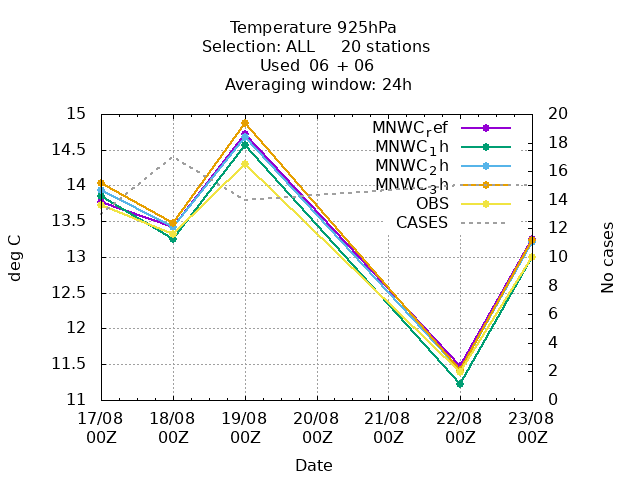 Temperature 925hPa
Selection: ALL 20 stations
Used 06 + 06
Averaging window: 24h
15
14.5
14
13.5
13
12.5
12
11.5
11
deg C
20
18
16
14
12
10
8
6
4
2
0
No cases
MNWC_ref
MNWC_1h
MNWC_2h
MNWC_3h
OBS
CASES
17/08 18/08 19/08 20/08 21/08 22/08 23/08
00Z 00Z 00Z 00Z 00Z 00Z 00Z
Date